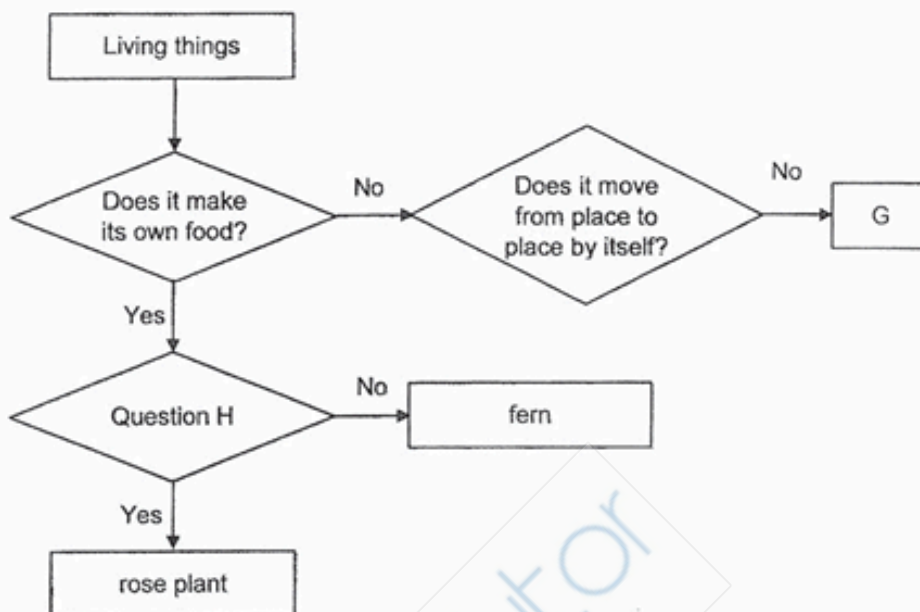 Living things
Does it make
its own food?
No
Does it move
from place to
place by itself?
No
G
Yes
Question H
No
fern
Yes
rose plant